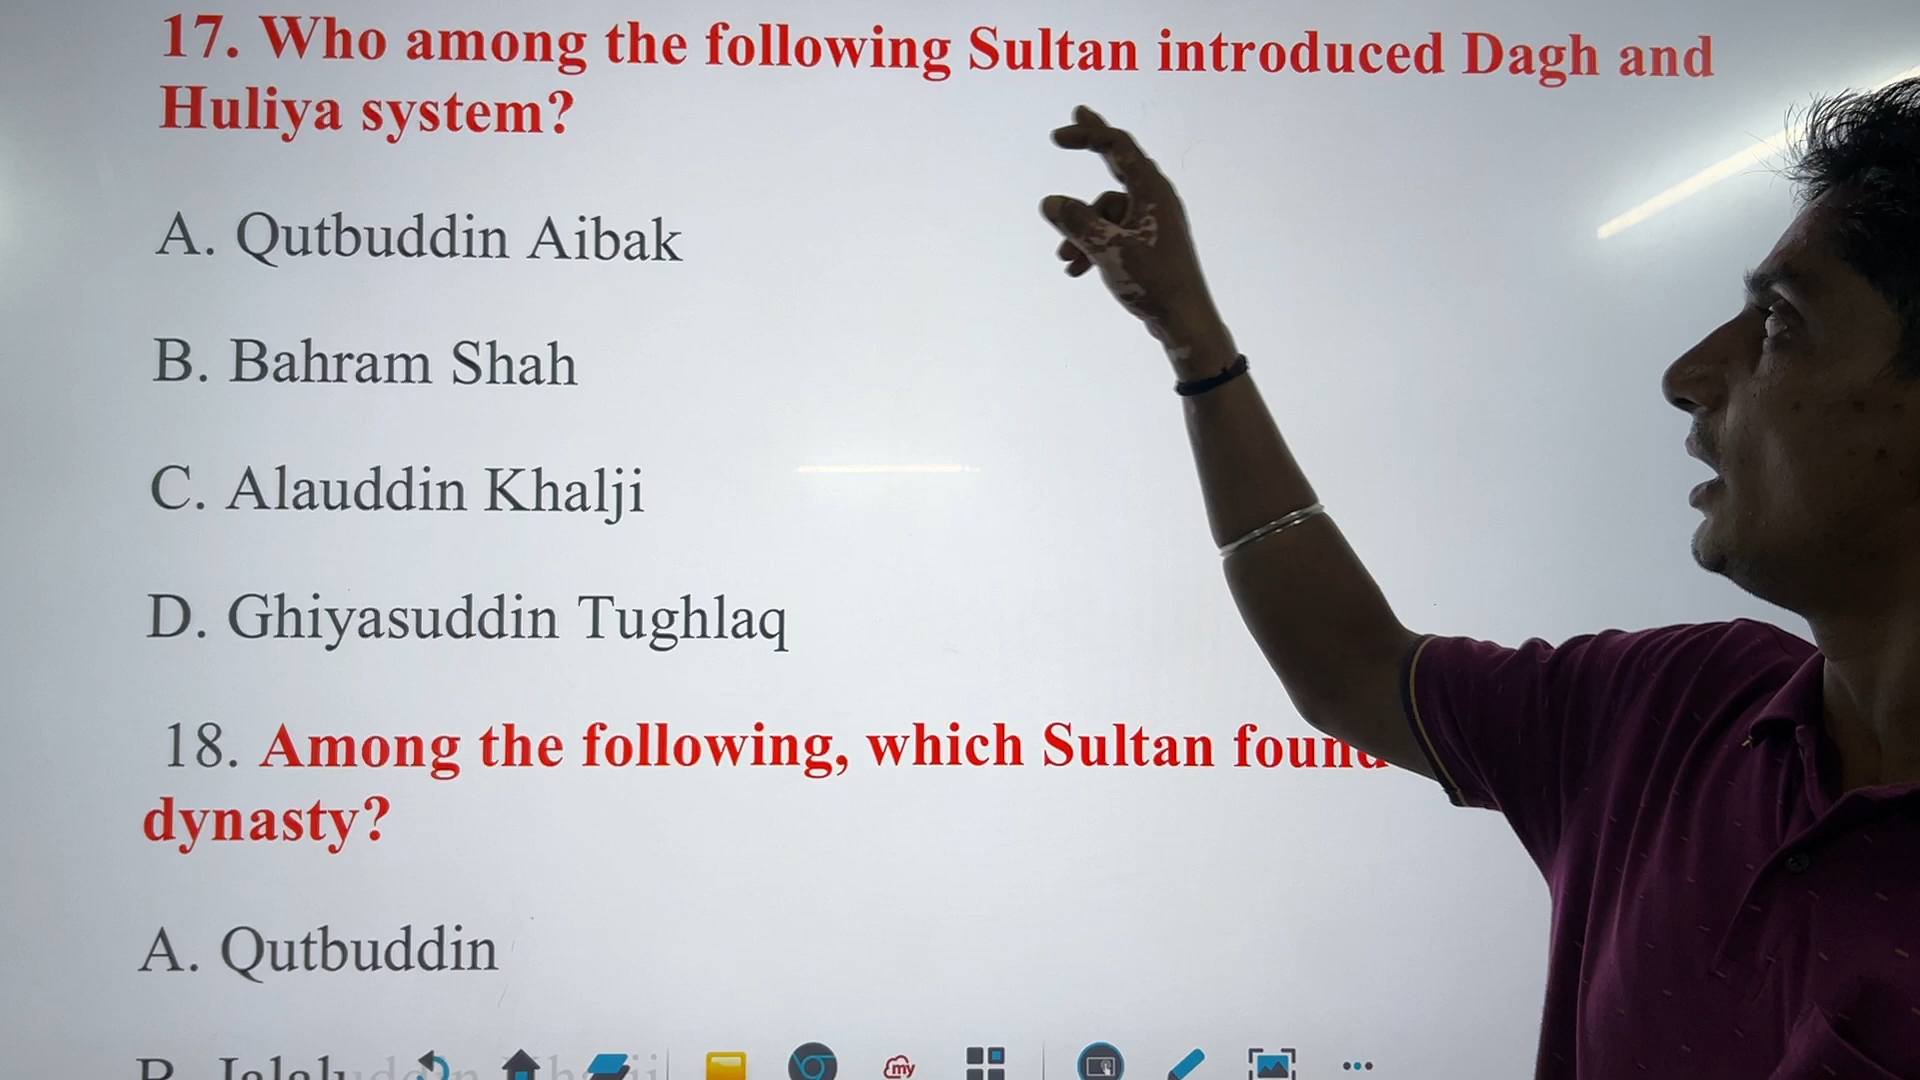 17. Who among the following Sultan introduced Dagh and
Huliya system?
A. Qutbuddin Aibak
B. Bahram Shah
C. Alauddin Khalji
D. Ghiyasuddin Tughlaq
18. Among the following, which Sultan
dynasty?
A. Qutbuddin
my